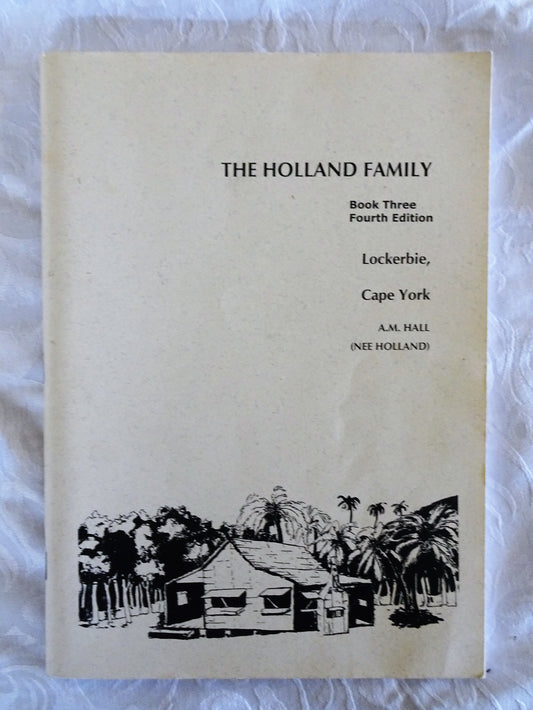 THE HOLLAND FAMILY
Book Three
Fourth Edition
Lockerbie,
Cape York
A.M. HALL
(NEE HOLLAND)